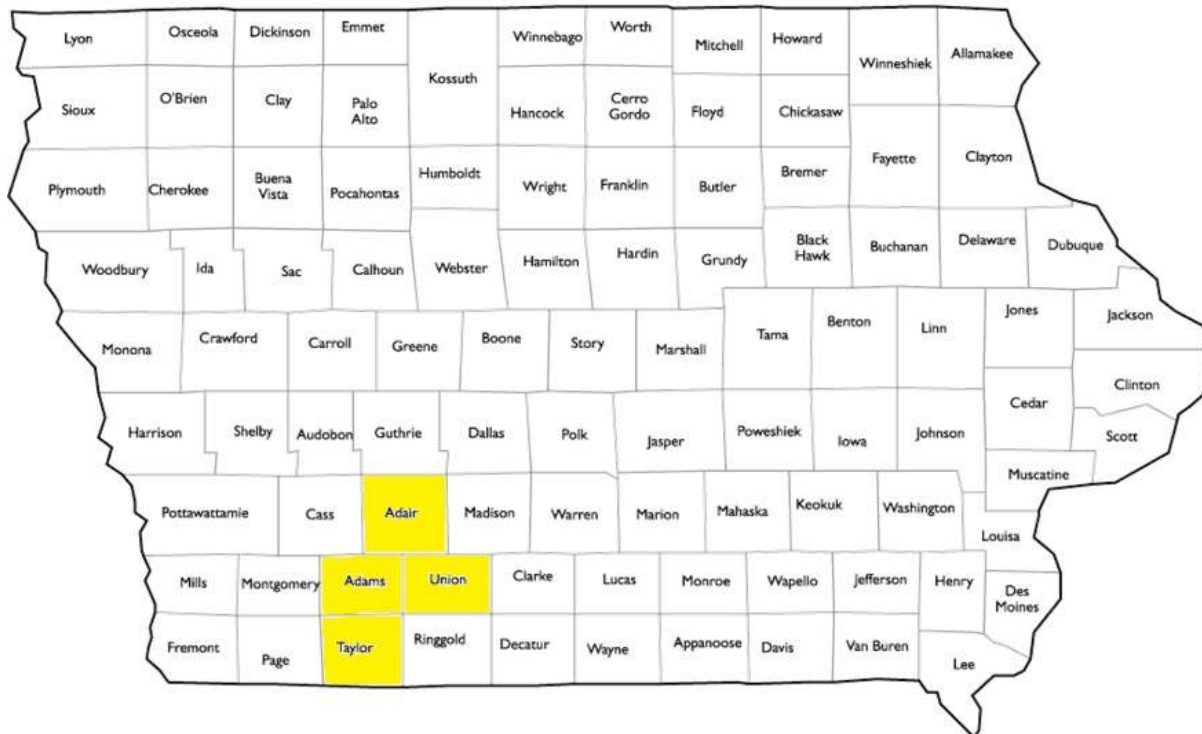 Lyon
Osceola
Dickinson
Emmet
Kossuth
Winnebago
Worth
Mitchell
Howard
Winneshiek
Allamakee
Sioux
O'Brien
Clay
Palo
Alto
Hancock
Cerro
Gordo
Floyd
Chickasaw
Fayette
Clayton
Plymouth
Cherokee
Buena
Vista
Pocahontas
Humboldt
Wright
Franklin
Butler
Bremer
Woodbury
Ida
Sac
Calhoun
Webster
Hamilton
Hardin
Grundy
Black
Hawk
Buchanan
Delaware
Dubuque
Monona
Crawford
Carroll
Greene
Boone
Story
Marshall
Tama
Benton
Linn
Jones
Jackson
Clinton
Harrison
Shelby
Audobon
Guthrie
Dallas
Polk
Jasper
Poweshiek
Iowa
Johnson
Cedar
Scott
Muscatine
Pottawattamie
Cass
Adair
Madison
Warren
Marion
Mahaska
Keokuk
Washington
Louisa
Mills
Montgomery
Adams
Union
Clarke
Lucas
Monroe
Wapello
Jefferson
Henry
Des
Moines
Fremont
Page
Taylor
Ringgold
Decatur
Wayne
Appanoose
Davis
Van Buren
Lee